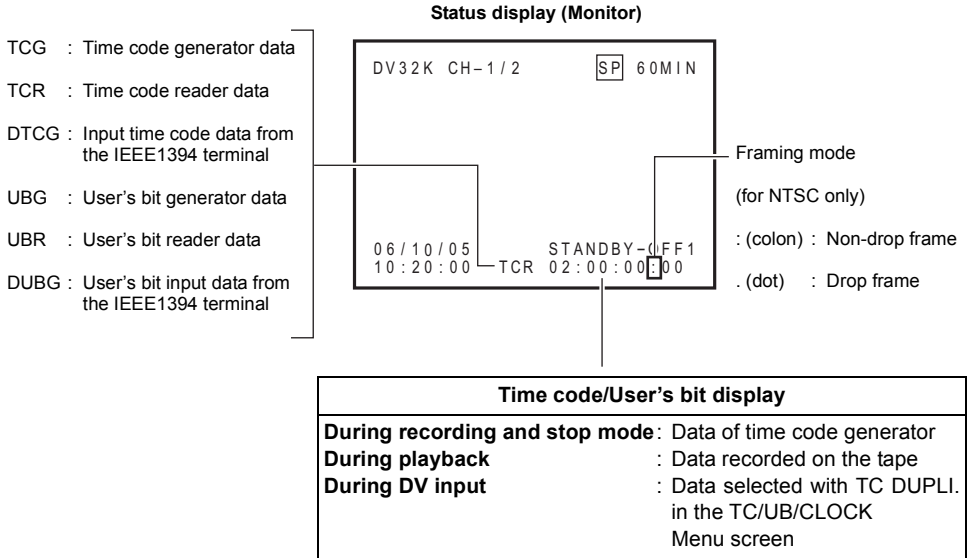 Status display (Monitor)
TCG : Time code generator data
TCR : Time code reader data
DTCG : Input time code data from
the IEEE1394 terminal
UBG : User's bit generator data
UBR : User's bit reader data
DUBG : User's bit input data from
the IEEE1394 terminal
DV32K CH–1/2 SP 60MIN
06/10/05 STANDBY–OFF1
10:20:00 TCR 02:00:00:00
Framing mode
(for NTSC only)
: (colon) : Non-drop frame
. (dot) : Drop frame
Time code/User's bit display
During recording and stop mode: Data of time code generator
During playback : Data recorded on the tape
During DV input : Data selected with TC DUPLI.
in the TC/UB/CLOCK
Menu screen